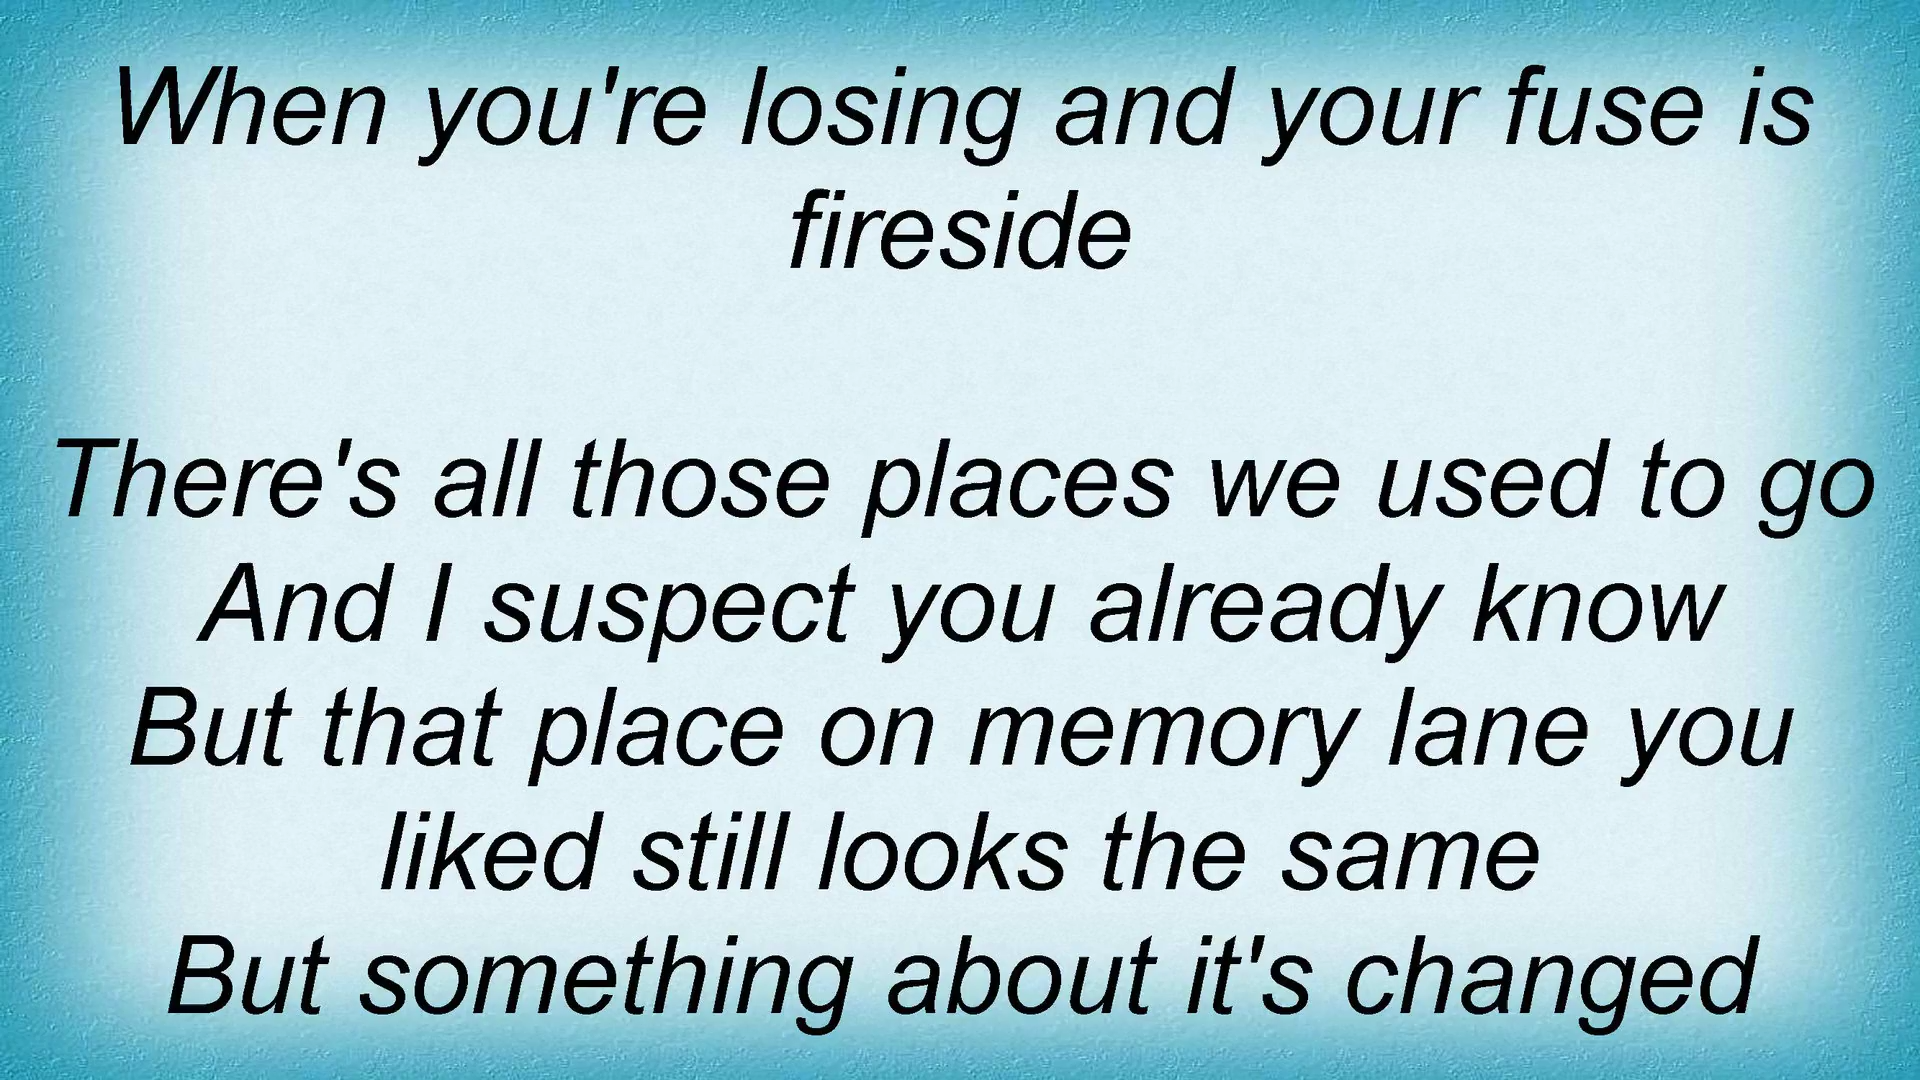 When you're losing and your fuse is
fireside
There's all those places we used to go
And I suspect you already know
But that place on memory lane you
liked still looks the same
But something about it's changed